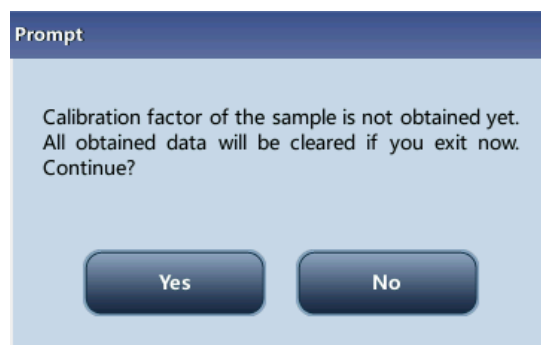 Prompt
Calibration factor of the sample is not obtained yet.
All obtained data will be cleared if you exit now.
Continue?
Yes
No